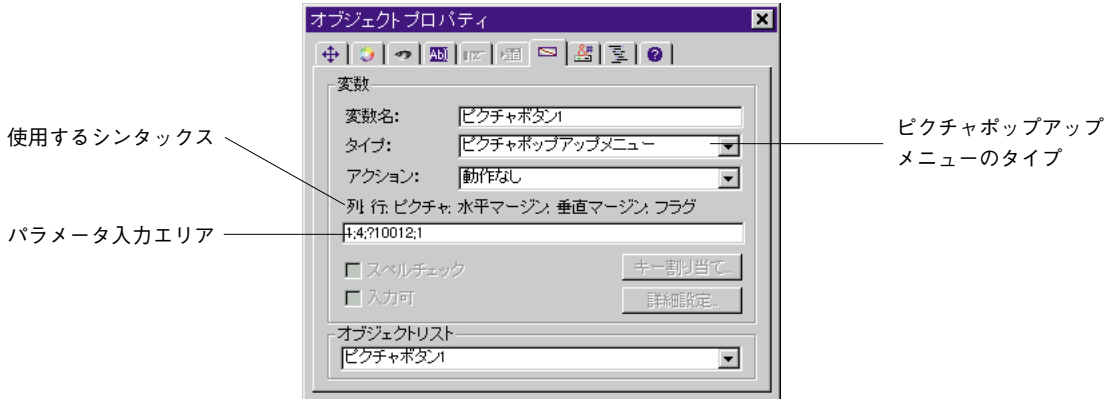 オブジェクトプロパティ
変数
変数名: ピクチャボタン1
使用するシンタックス
タイプ: ピクチャポップアップメニュー
ピクチャポップアップ
メニューのタイプ
アクション: 動作なし
列; 行; ピクチャ; 水平マージン; 垂直マージン; フラグ
パラメータ入力エリア
4;4;?10012;1
スペルチェック
キー割り当て...
入力可
詳細設定...
オブジェクトリスト
ピクチャボタン1